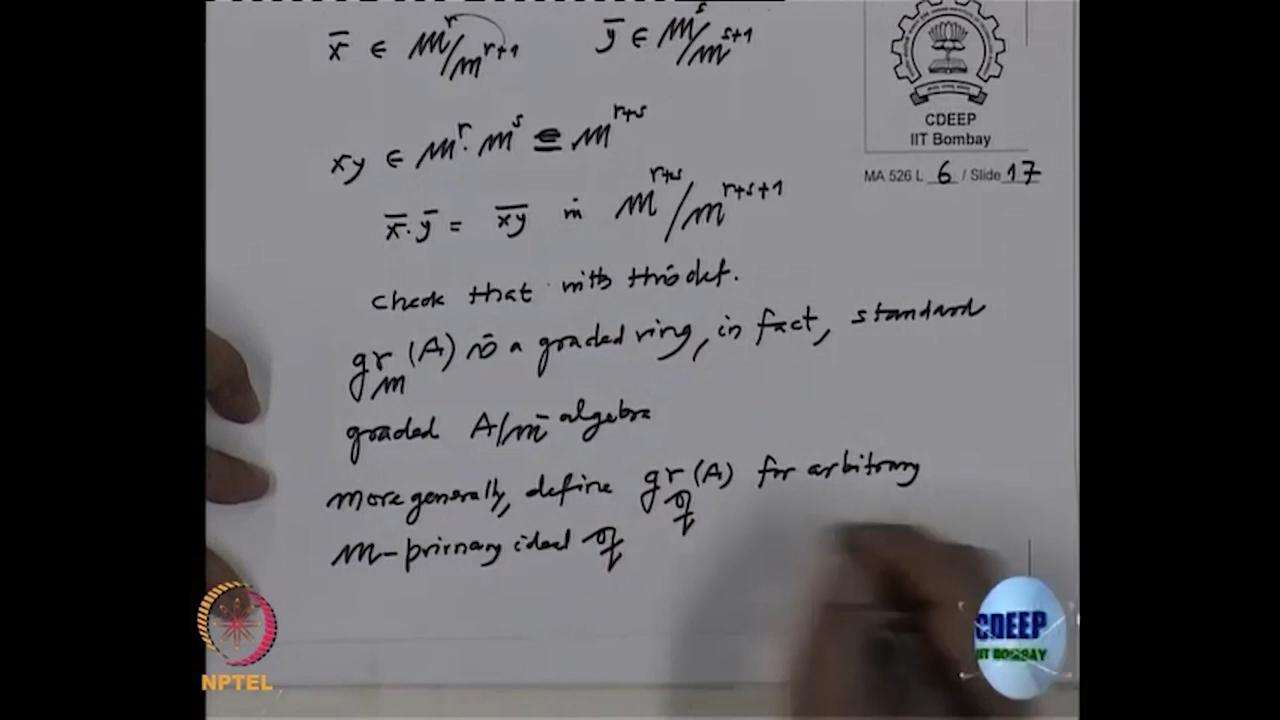 x̄ ∈ 𝔪^r/𝔪^{r+1}   ȳ ∈ 𝔪^s/𝔪^{s+1}
xy ∈ 𝔪^r · 𝔪^s = 𝔪^{r+s}
x̄·ȳ = \overline{xy} in 𝔪^{r+s}/𝔪^{r+s+1}
CDEEP
IIT Bombay
MA 526 L 6 / Slide 17
check that with this def.
gr_𝔪(A) is a graded ring, in fact, standard
graded A/𝔪-algebra
more generally, define gr_𝔮(A) for arbitrary
𝔪-primary ideal 𝔮
NPTEL
CDEEP
IIT BOMBAY